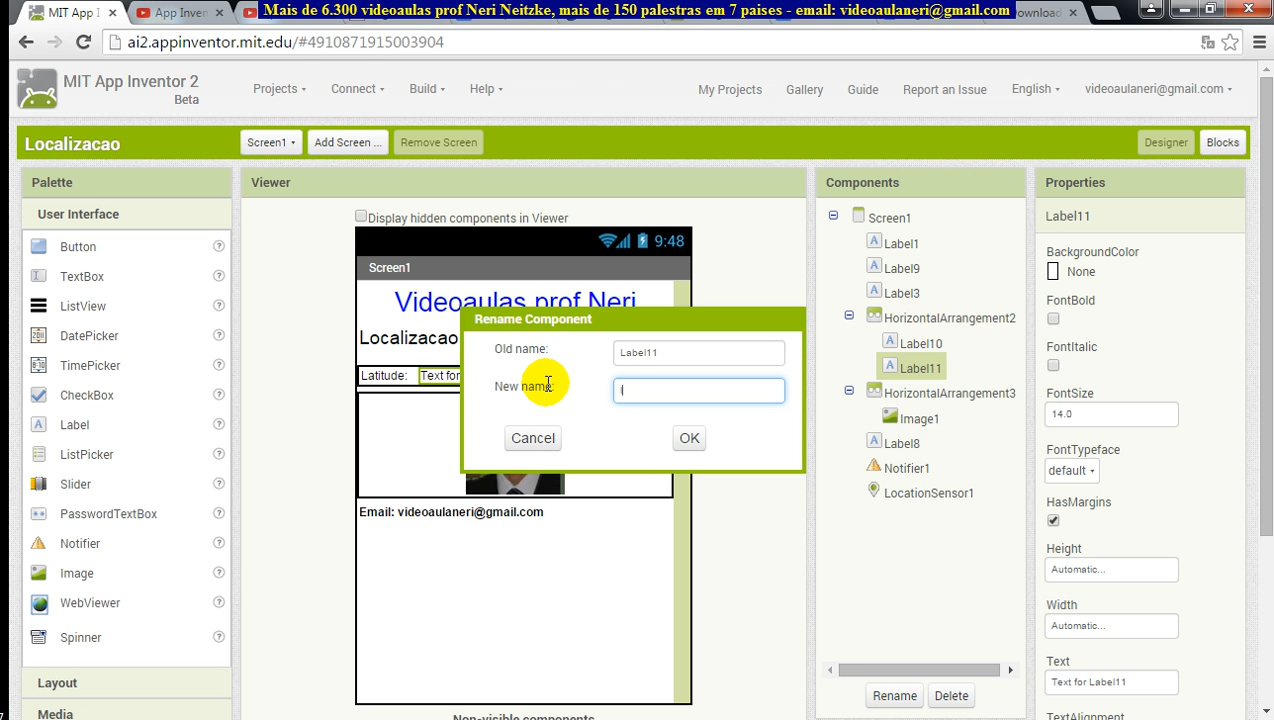 MIT App Inventor 2
App Inven
Mais de 6.300 videoaulas prof Neri Neitzke, mais de 150 palestras em 7 paises - email: videoaulaneri@gmail.com
ownload
ai2.appinventor.mit.edu/#4910871915003904
MIT App Inventor 2
Beta
Projects
Connect
Build
Help
My Projects
Gallery
Guide
Report an Issue
English
videoaulaneri@gmail.com
Localizacao
Screen1
Add Screen ...
Remove Screen
Designer
Blocks
Palette
User Interface
Button ?
TextBox ?
ListView ?
DatePicker ?
TimePicker ?
CheckBox ?
Label ?
ListPicker ?
Slider ?
PasswordTextBox ?
Notifier ?
Image ?
WebViewer ?
Spinner ?
Layout
Media
Viewer
Display hidden components in Viewer
9:48
Screen1
Videoaulas prof Neri
Localizacao
Latitude: Text for
Email: videoaulaneri@gmail.com
Non-visible components
Rename Component
Old name: Label11
New name:
Cancel
OK
Components
Screen1
Label1
Label9
Label3
HorizontalArrangement2
Label10
Label11
HorizontalArrangement3
Image1
Label8
Notifier1
LocationSensor1
Rename
Delete
Properties
Label11
BackgroundColor
None
FontBold
FontItalic
FontSize
14.0
FontTypeface
default
HasMargins
Height
Automatic...
Width
Automatic...
Text
Text for Label11
TextAlignment